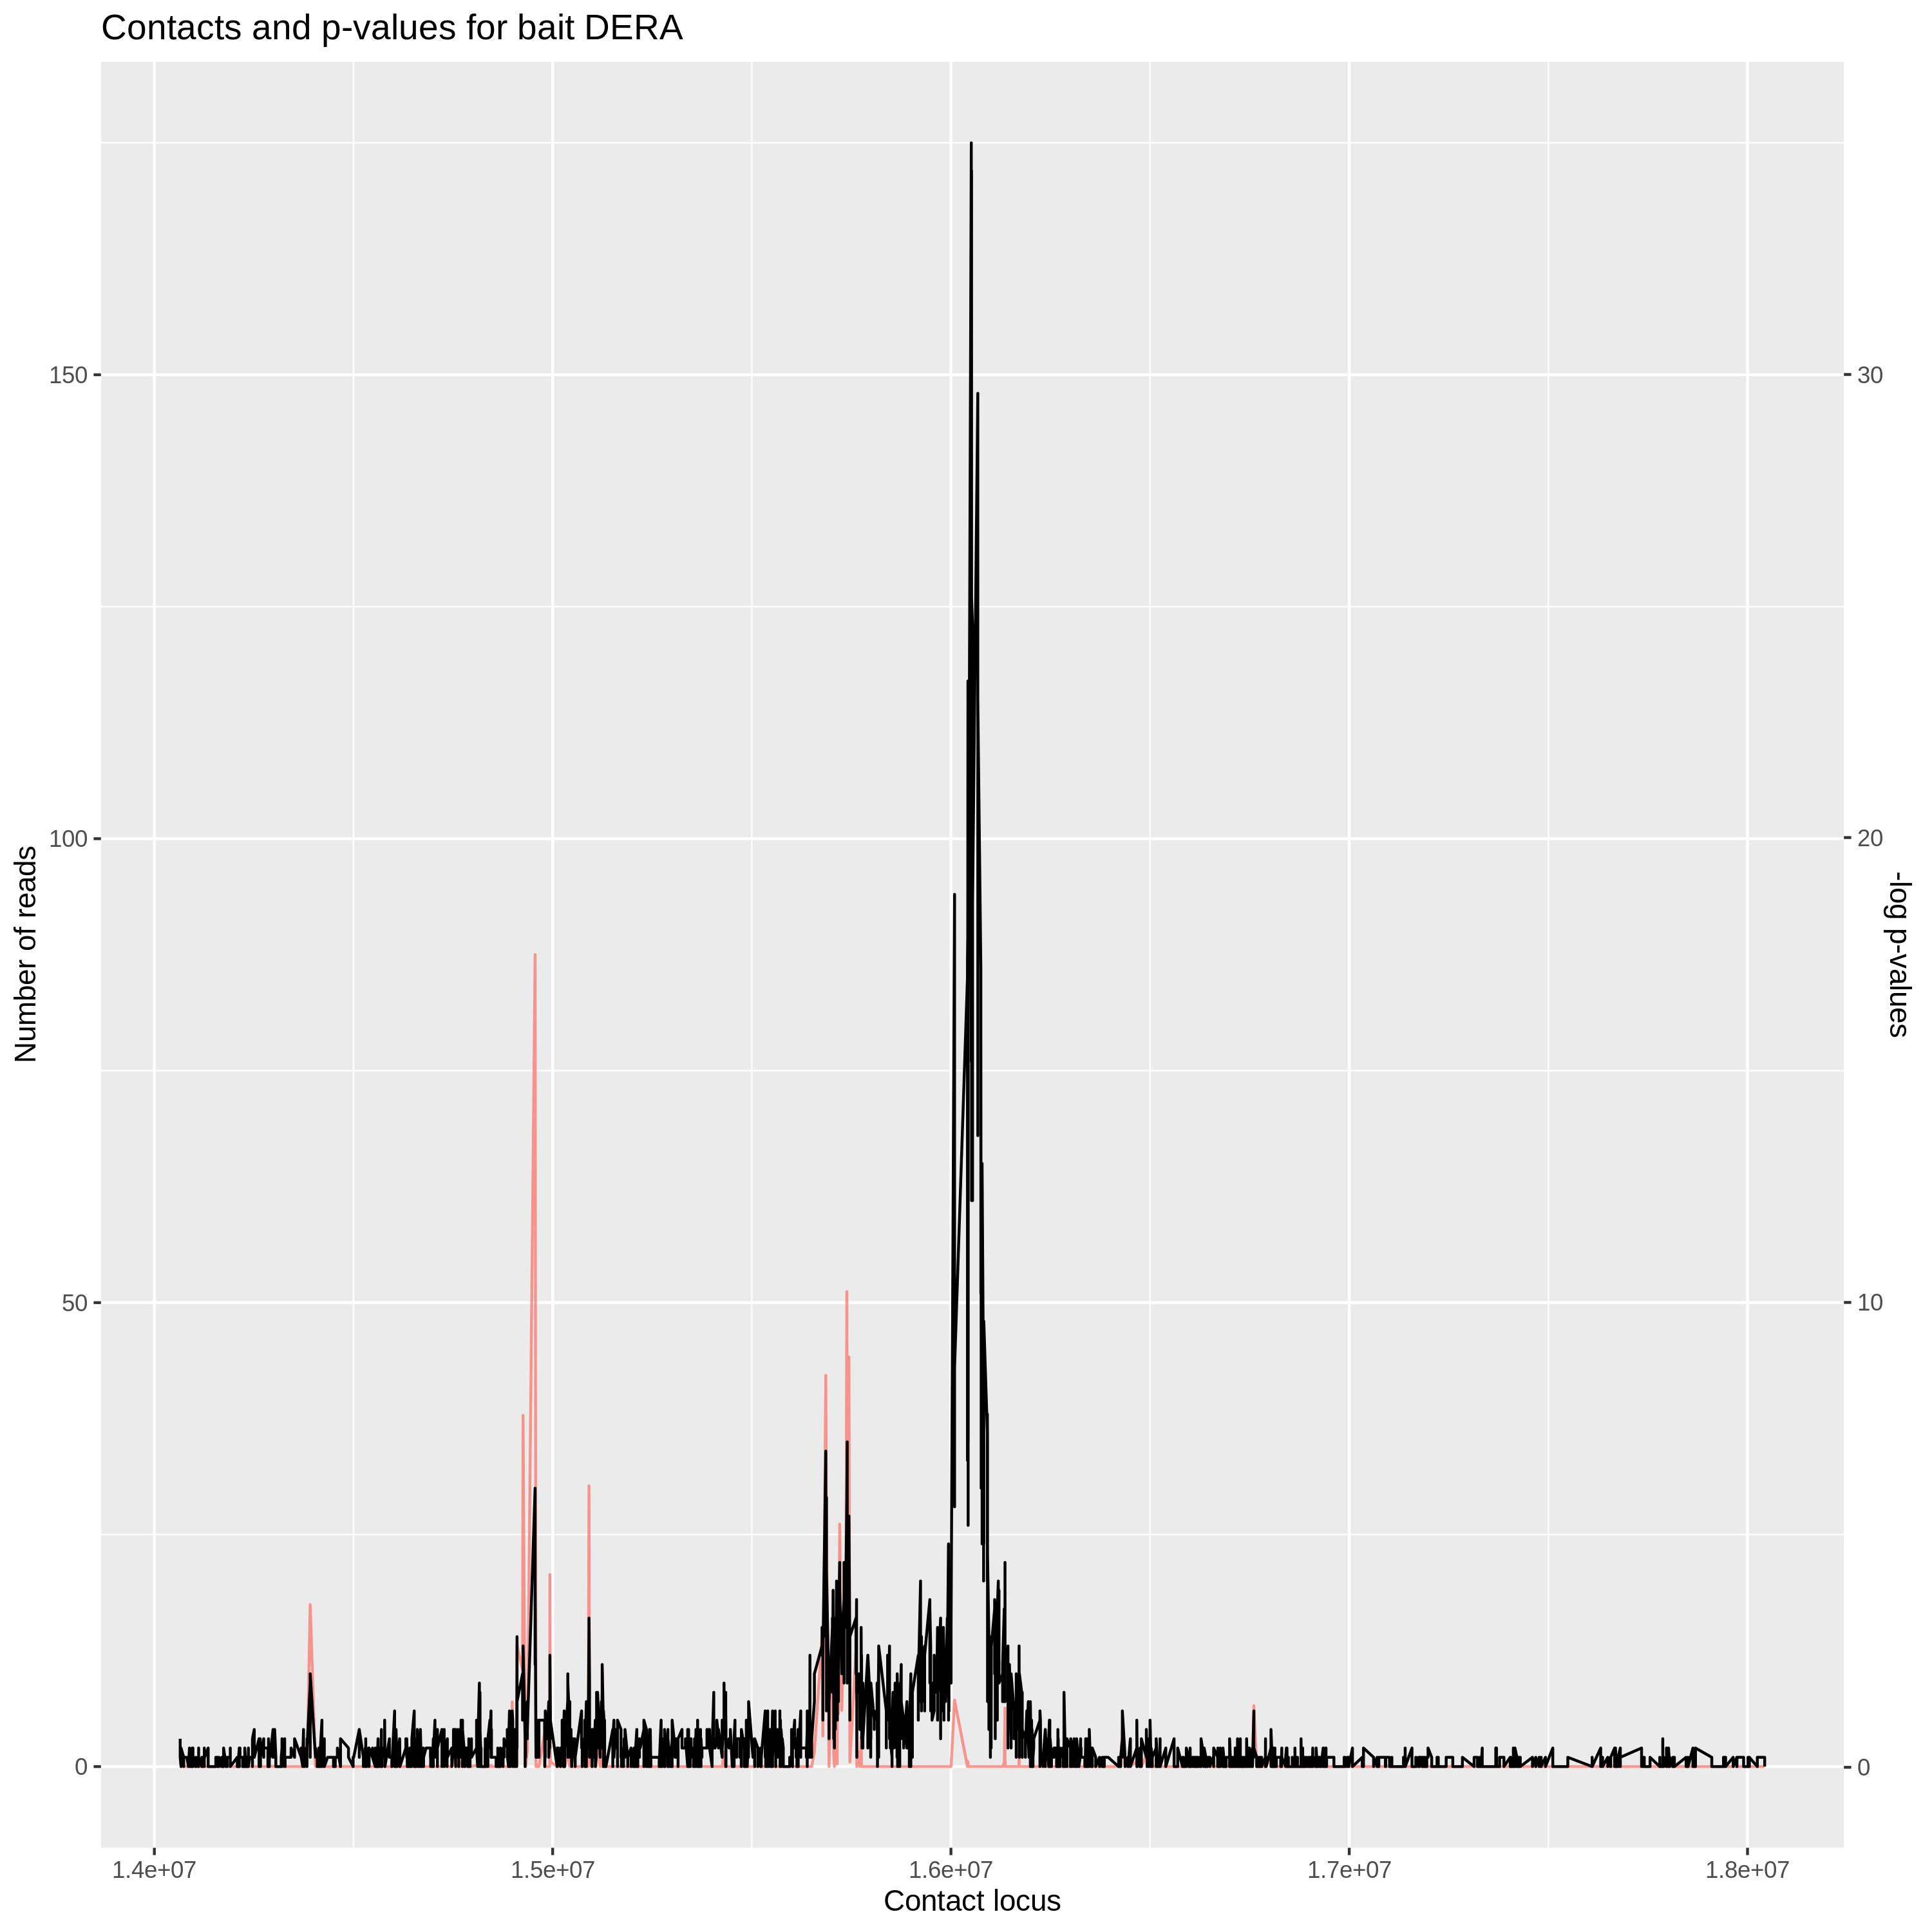 Contacts and p-values for bait DERA
150
100
50
0
Number of reads
30
20
10
0
-log p-values
1.4e+07 1.5e+07 1.6e+07 1.7e+07 1.8e+07
Contact locus